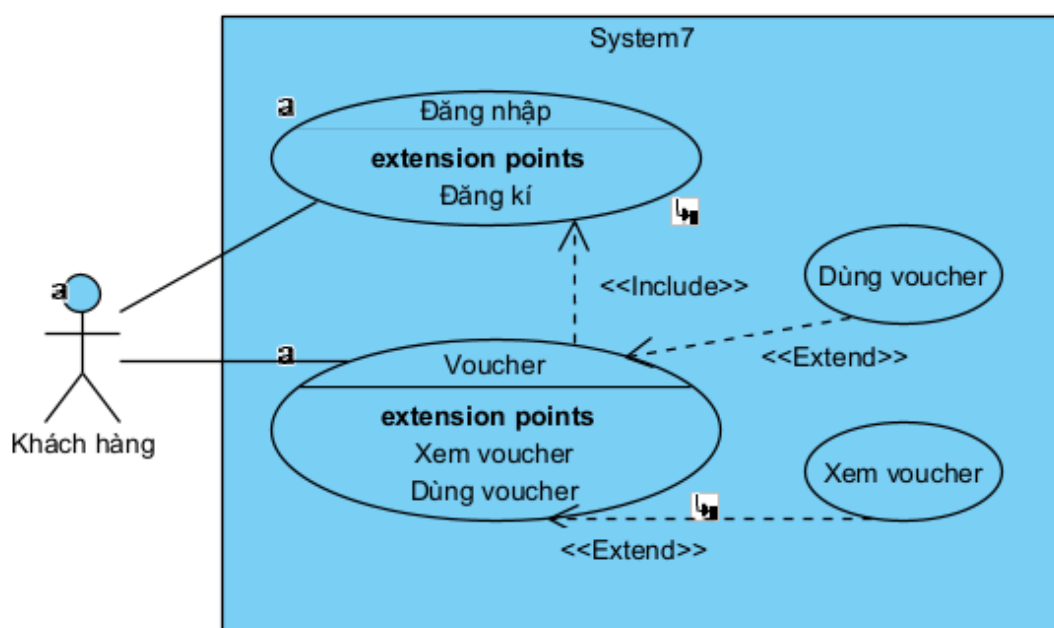 System7
a
Đăng nhập
extension points
Đăng kí
<<Include>>
Dùng voucher
<<Extend>>
a
Khách hàng
a
Voucher
extension points
Xem voucher
Dùng voucher
Xem voucher
<<Extend>>